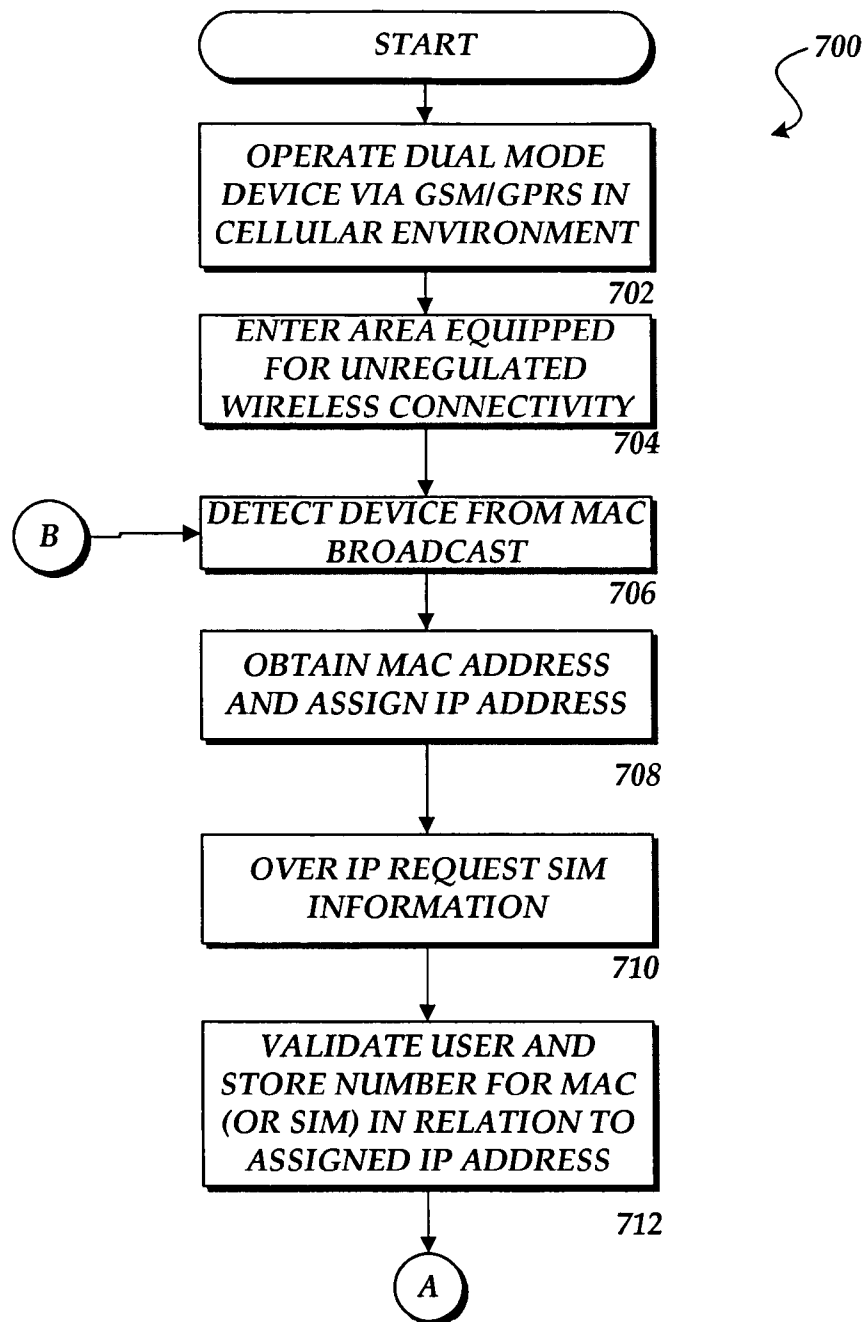 START
700
OPERATE DUAL MODE
DEVICE VIA GSM/GPRS IN
CELLULAR ENVIRONMENT
702
ENTER AREA EQUIPPED
FOR UNREGULATED
WIRELESS CONNECTIVITY
704
B
DETECT DEVICE FROM MAC
BROADCAST
706
OBTAIN MAC ADDRESS
AND ASSIGN IP ADDRESS
708
OVER IP REQUEST SIM
INFORMATION
710
VALIDATE USER AND
STORE NUMBER FOR MAC
(OR SIM) IN RELATION TO
ASSIGNED IP ADDRESS
712
A